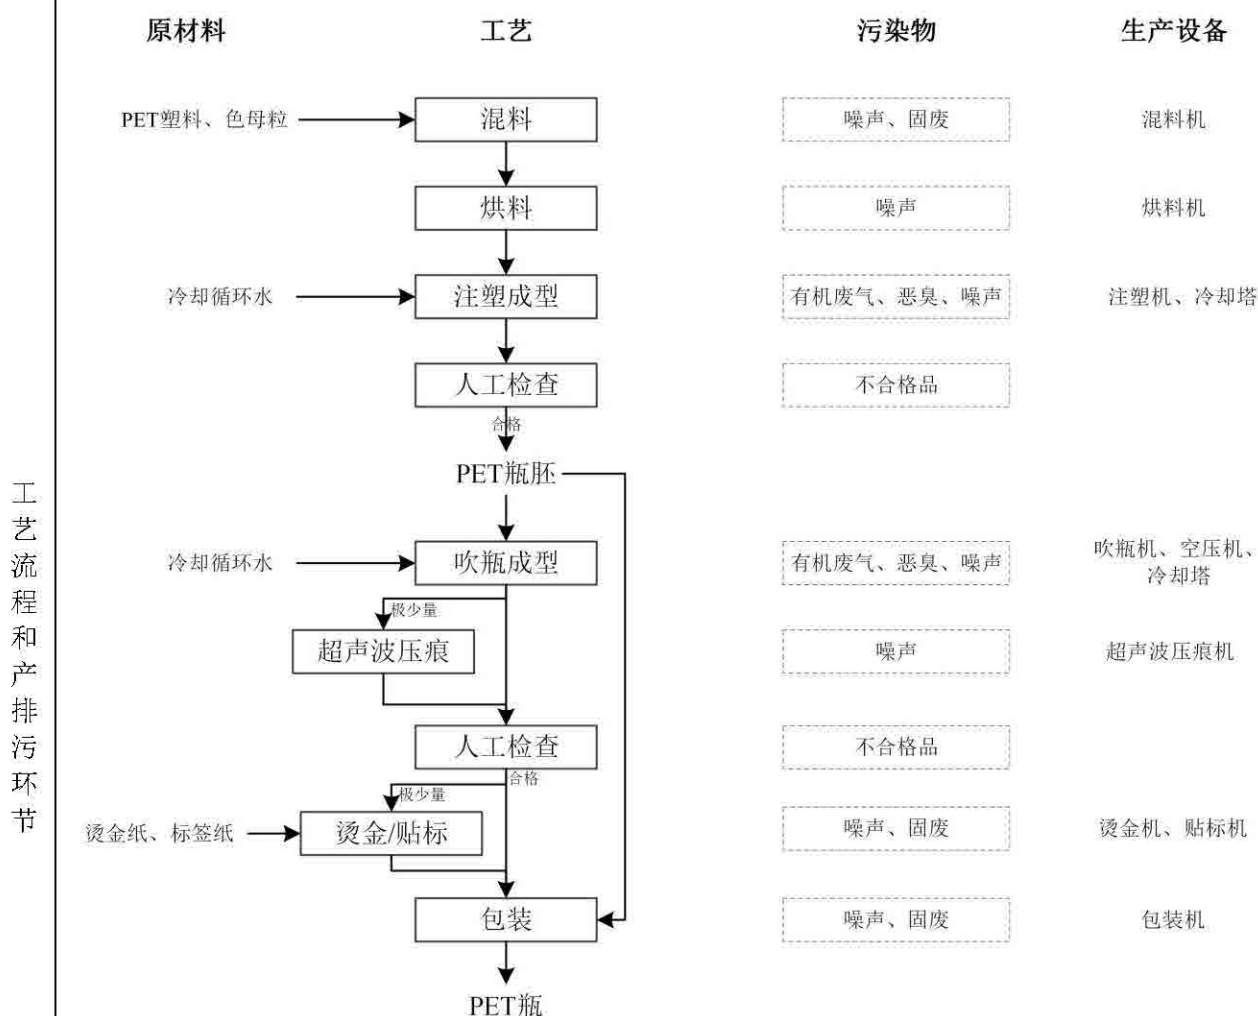 原材料 工艺 污染物 生产设备
PET塑料、色母粒 混料 噪声、固废 混料机
烘料 噪声 烘料机
冷却循环水 注塑成型 有机废气、恶臭、噪声 注塑机、冷却塔
人工检查 不合格品
合格
PET瓶胚
冷却循环水 吹瓶成型 有机废气、恶臭、噪声 吹瓶机、空压机、
冷却塔
极少量
超声波压痕 噪声 超声波压痕机
人工检查 不合格品
合格
极少量
烫金纸、标签纸 烫金/贴标 噪声、固废 烫金机、贴标机
包装 噪声、固废 包装机
PET瓶
工艺流程和产排污环节